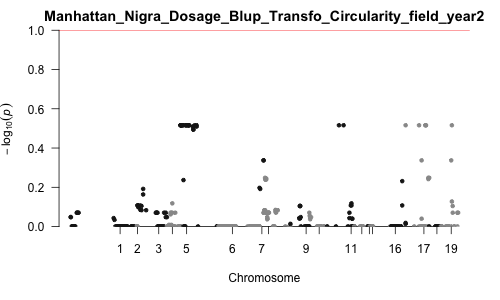 Manhattan_Nigra_Dosage_Blup_Transfo_Circularity_field_year2
1.0
0.8
0.6
0.4
0.2
0.0
− log10(p)
1 2 3 5 6 7 9 11 16 17 19
Chromosome